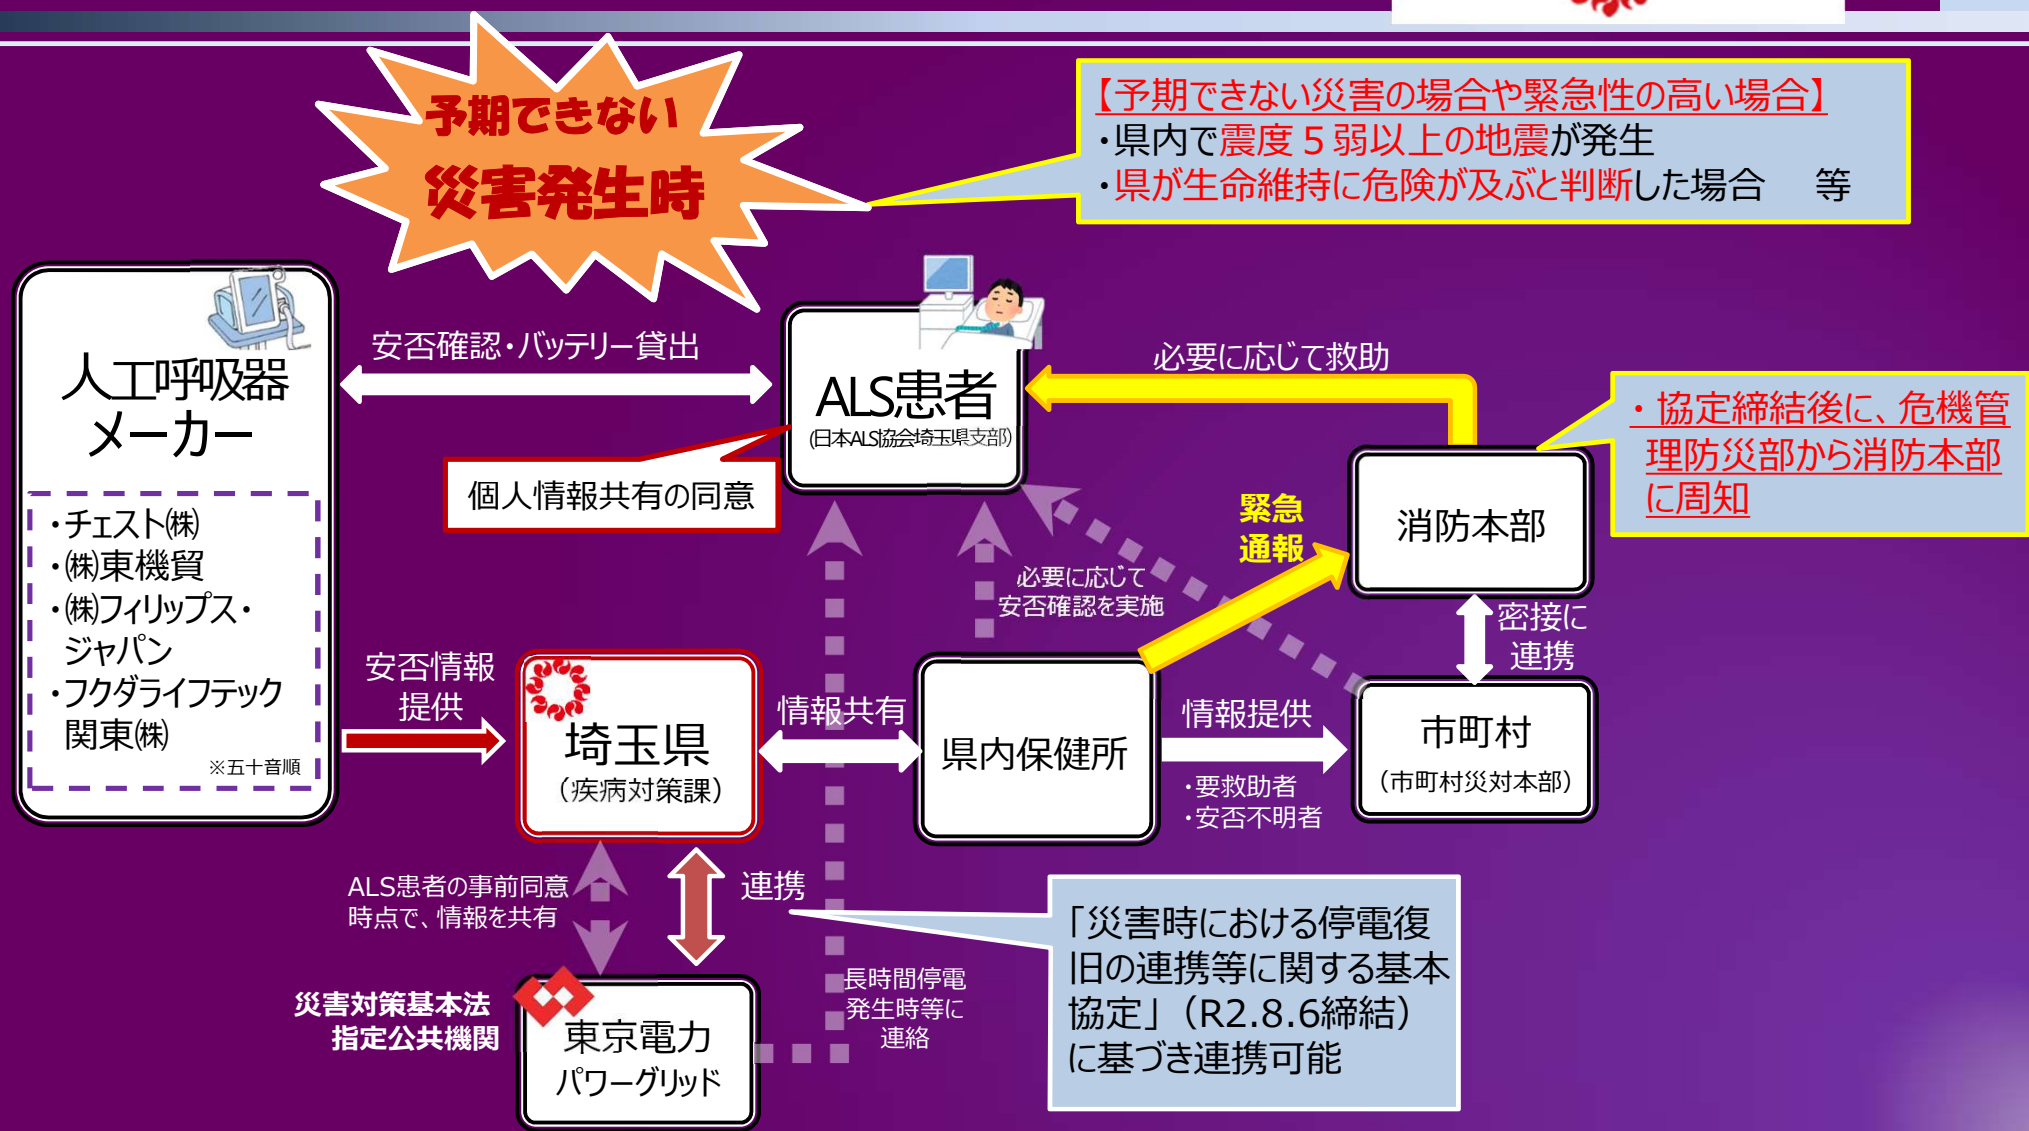 予期できない
災害発生時
【予期できない災害の場合や緊急性の高い場合】
・県内で震度５弱以上の地震が発生
・県が生命維持に危険が及ぶと判断した場合　等
人工呼吸器
メーカー
・チェスト㈱
・㈱東機貿
・㈱フィリップス・
ジャパン
・フクダライフテック
関東㈱
※五十音順
安否確認・バッテリー貸出
ALS患者
(日本ALS協会埼玉県支部)
個人情報共有の同意
必要に応じて救助
・協定締結後に、危機管
理防災部から消防本部
に周知
消防本部
緊急
通報
必要に応じて
安否確認を実施
密接に
連携
安否情報
提供
埼玉県
（疾病対策課）
情報共有
県内保健所
情報提供
・要救助者
・安否不明者
市町村
（市町村災対本部）
ALS患者の事前同意
時点で、情報を共有
連携
「災害時における停電復
旧の連携等に関する基本
協定」（R2.8.6締結）
に基づき連携可能
災害対策基本法
指定公共機関
東京電力
パワーグリッド
長時間停電
発生時等に
連絡